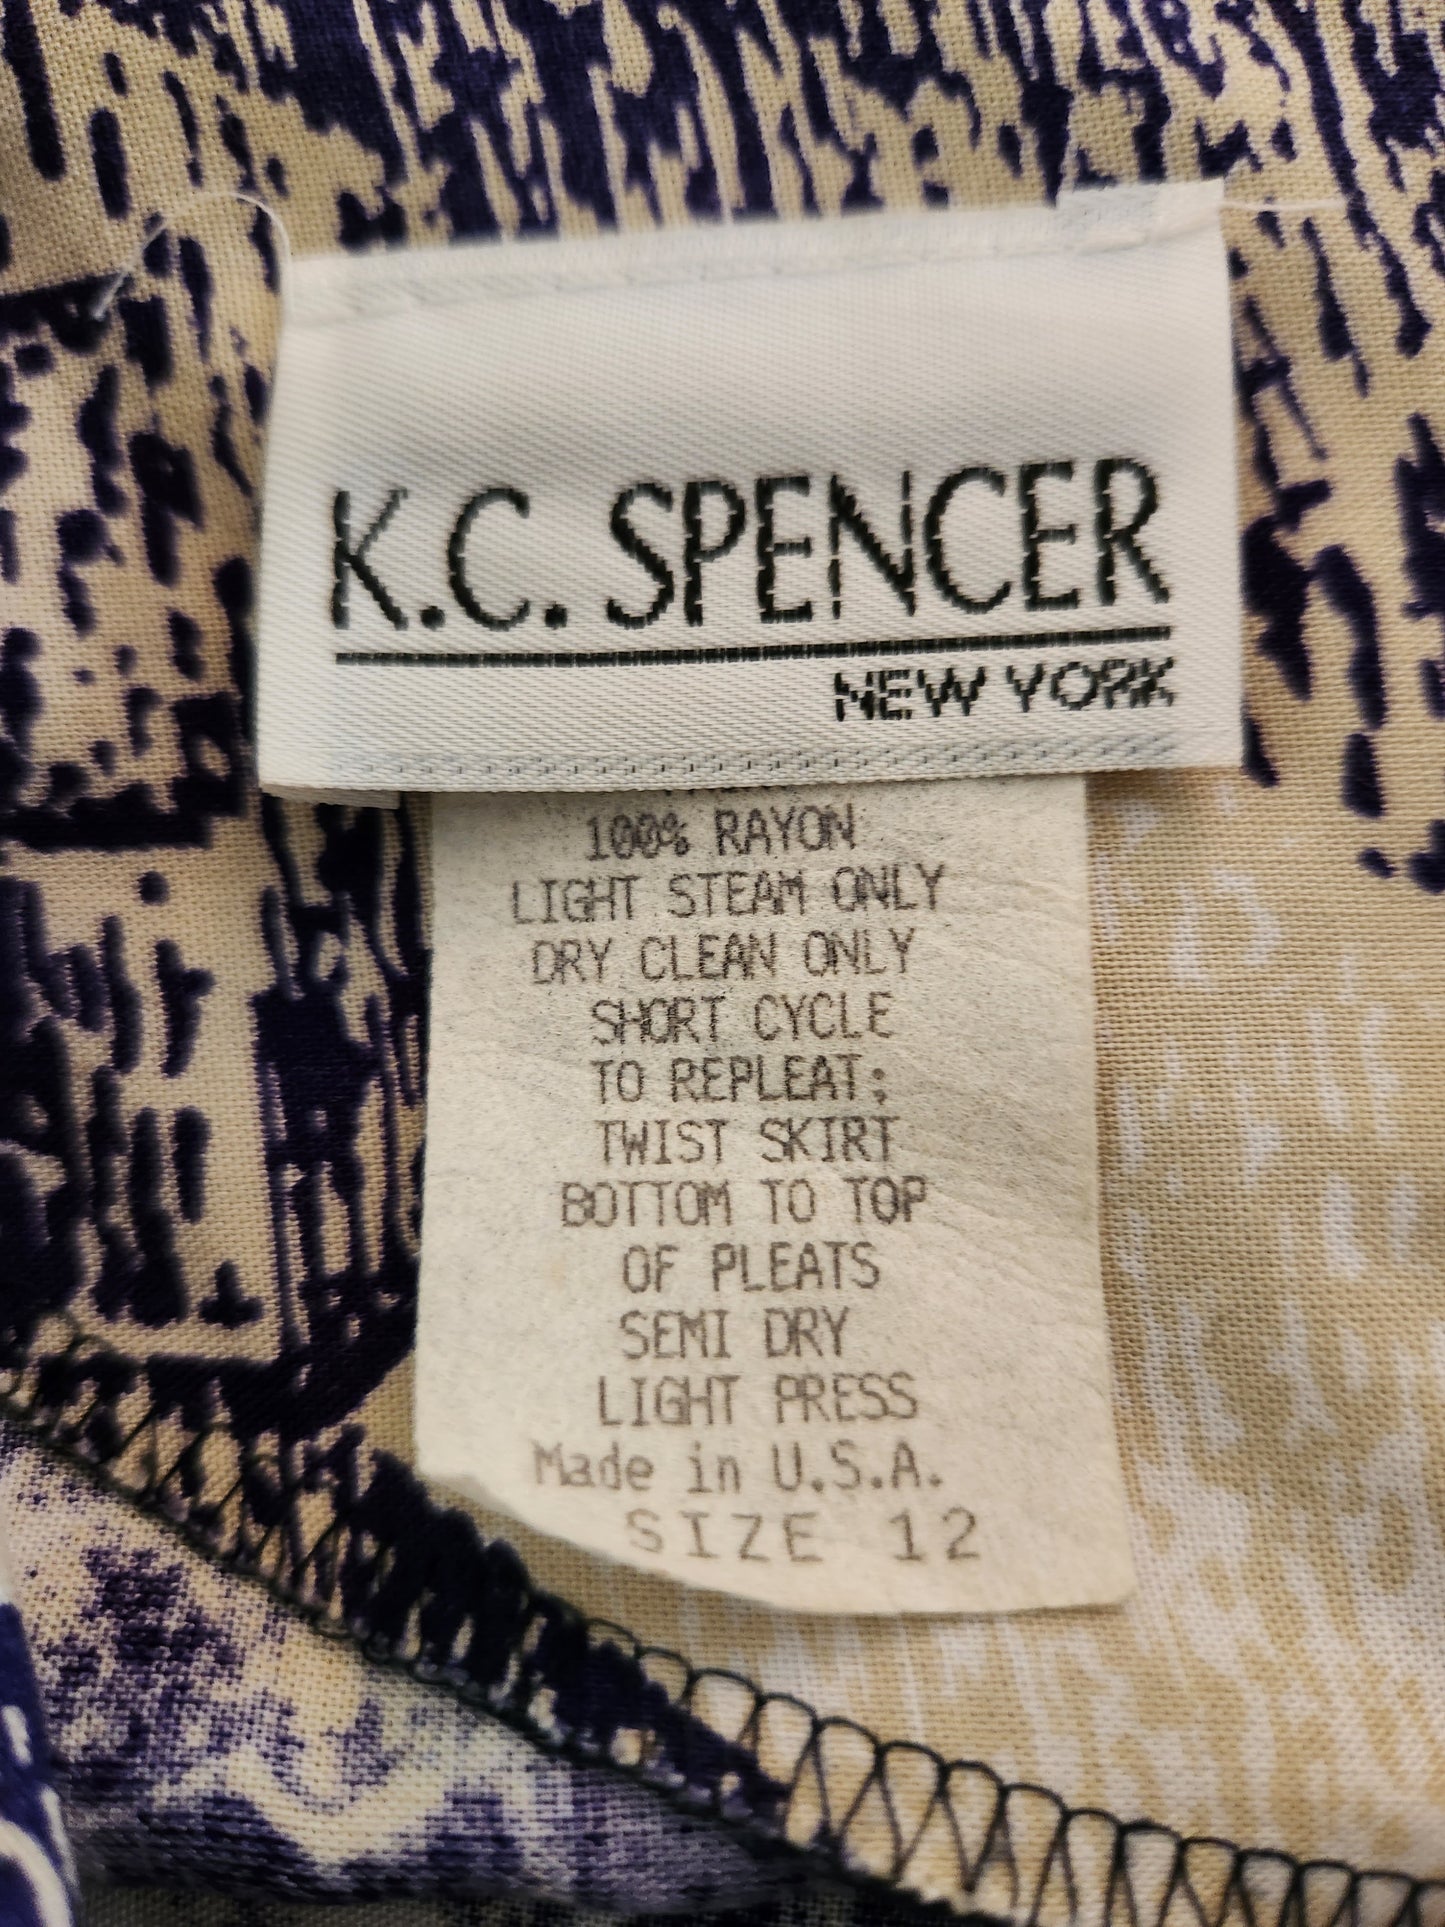 K.C. SPENCER
NEW YORK
100% RAYON
LIGHT STEAM ONLY
DRY CLEAN ONLY
SHORT CYCLE
TO REPLEAT;
TWIST SKIRT
BOTTOM TO TOP
OF PLEATS
SEMI DRY
LIGHT PRESS
Made in U.S.A.
SIZE 12